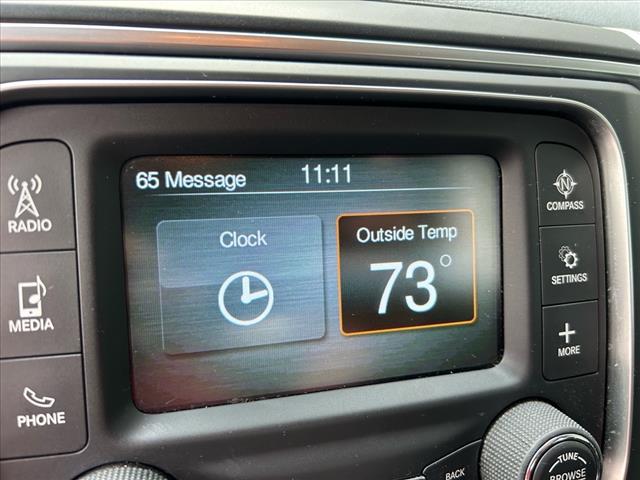 65 Message
11:11
Clock
Outside Temp
73°
RADIO
MEDIA
PHONE
N
COMPASS
SETTINGS
MORE
BACK
TUNE
BROWSE